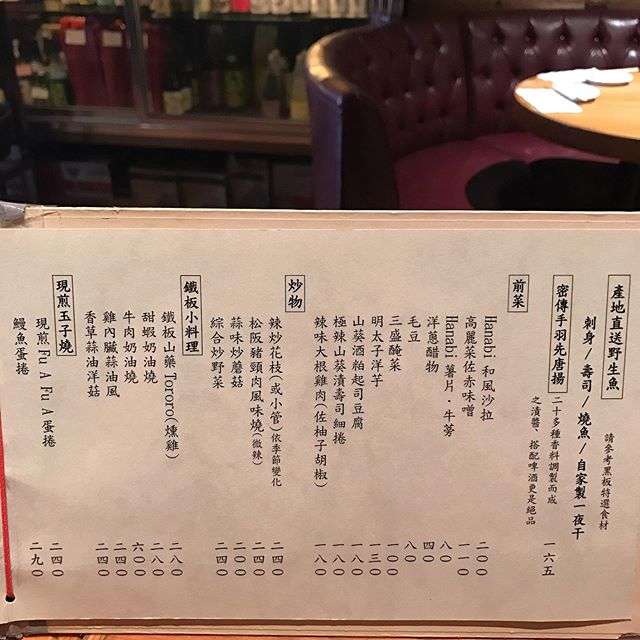 產地直送野生魚 請參考黑板特選食材
刺身/壽司/燒魚/自家製一夜干
密傳手羽先唐揚 二十多種香料調製而成
之漬醬、搭配啤酒更是絕品 一六五
前菜
Hanabi 和風沙拉 二〇〇
高麗菜佐赤味噌 一一〇
Hanabi 薯片·牛蒡 八〇
洋蔥醋物 四〇
毛豆 八〇
三盛醃菜 一〇〇
明太子洋芋 一三〇
山葵酒粕起司豆腐 一八〇
極辣山葵漬壽司細捲 一八〇
辣味大根雞肉(佐柚子胡椒) 一八〇
炒物
辣炒花枝(或小管)依季節變化 二四〇
松阪豬頸肉風味燒(微辣) 二四〇
蒜味炒蘑菇 二〇〇
綜合炒野菜 二四〇
鐵板小料理
鐵板山藥Tororo(燻雞) 二八〇
甜蝦奶油燒 二八〇
牛肉奶油燒 六〇〇
雞內臟蒜油風 二四〇
香草蒜油洋菇 二四〇
現煎玉子燒
現煎Fu A Fu A蛋捲 二四〇
鰻魚蛋捲 二九〇